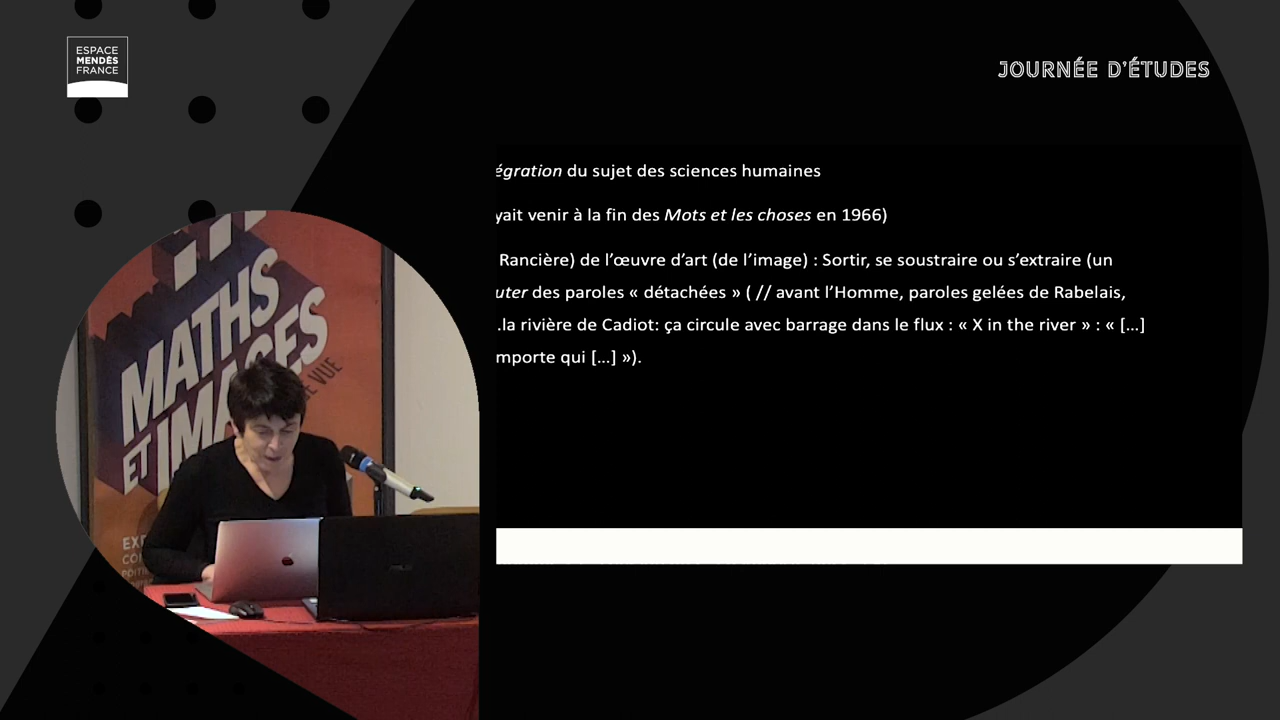 ESPACE
MENDÈS
FRANCE
JOURNÉE D'ÉTUDES
égration du sujet des sciences humaines
yait venir à la fin des Mots et les choses en 1966)
Rancière) de l'œuvre d'art (de l'image) : Sortir, se soustraire ou s'extraire (un
uter des paroles « détachées » ( // avant l'Homme, paroles gelées de Rabelais,
.la rivière de Cadiot: ça circule avec barrage dans le flux : « X in the river » : « […]
mporte qui […] »).
MATHS
ET IMAGES
DE VUE